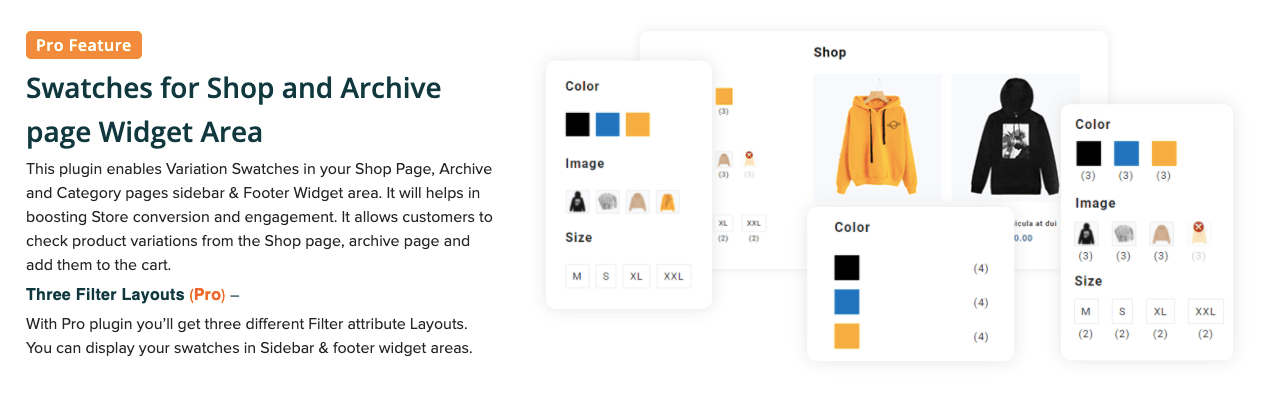 Pro Feature
Swatches for Shop and Archive
page Widget Area
This plugin enables Variation Swatches in your Shop Page, Archive
and Category pages sidebar & Footer Widget area. It will helps in
boosting Store conversion and engagement. It allows customers to
check product variations from the Shop page, archive page and
add them to the cart.
Three Filter Layouts (Pro) –
With Pro plugin you'll get three different Filter attribute Layouts.
You can display your swatches in Sidebar & footer widget areas.
Color
Image
Size
M S XL XXL
Shop
(3)
(3) (3)
XL XXL
(2) (2)
icula at dui
0.00
Color
(4)
(4)
(4)
Color
(3) (3) (3)
Image
(3) (3) (3) (3)
Size
M S XL XXL
(2) (2) (2) (2)